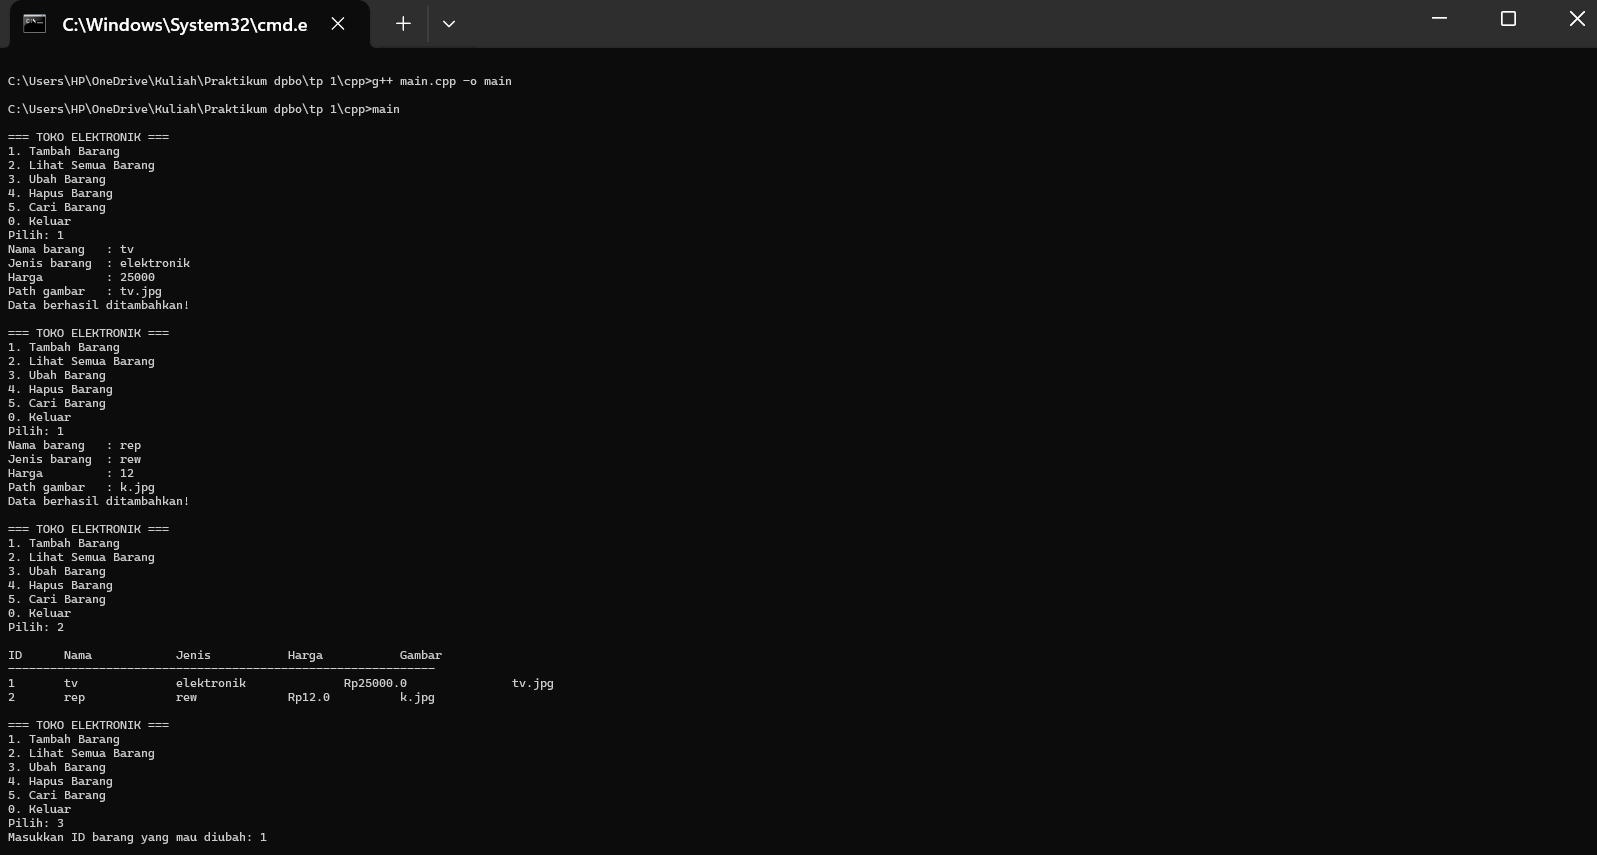 C:\Windows\System32\cmd.e
C:\Users\HP\OneDrive\Kuliah\Praktikum dpbo\tp 1\cpp>g++ main.cpp -o main
C:\Users\HP\OneDrive\Kuliah\Praktikum dpbo\tp 1\cpp>main
=== TOKO ELEKTRONIK ===
1. Tambah Barang
2. Lihat Semua Barang
3. Ubah Barang
4. Hapus Barang
5. Cari Barang
0. Keluar
Pilih: 1
Nama barang   : tv
Jenis barang  : elektronik
Harga         : 25000
Path gambar   : tv.jpg
Data berhasil ditambahkan!
=== TOKO ELEKTRONIK ===
1. Tambah Barang
2. Lihat Semua Barang
3. Ubah Barang
4. Hapus Barang
5. Cari Barang
0. Keluar
Pilih: 1
Nama barang   : rep
Jenis barang  : rew
Harga         : 12
Path gambar   : k.jpg
Data berhasil ditambahkan!
=== TOKO ELEKTRONIK ===
1. Tambah Barang
2. Lihat Semua Barang
3. Ubah Barang
4. Hapus Barang
5. Cari Barang
0. Keluar
Pilih: 2
ID      Nama            Jenis           Harga           Gambar
-------------------------------------------------------------
1       tv              elektronik              Rp25000.0               tv.jpg
2       rep             rew             Rp12.0          k.jpg
=== TOKO ELEKTRONIK ===
1. Tambah Barang
2. Lihat Semua Barang
3. Ubah Barang
4. Hapus Barang
5. Cari Barang
0. Keluar
Pilih: 3
Masukkan ID barang yang mau diubah: 1